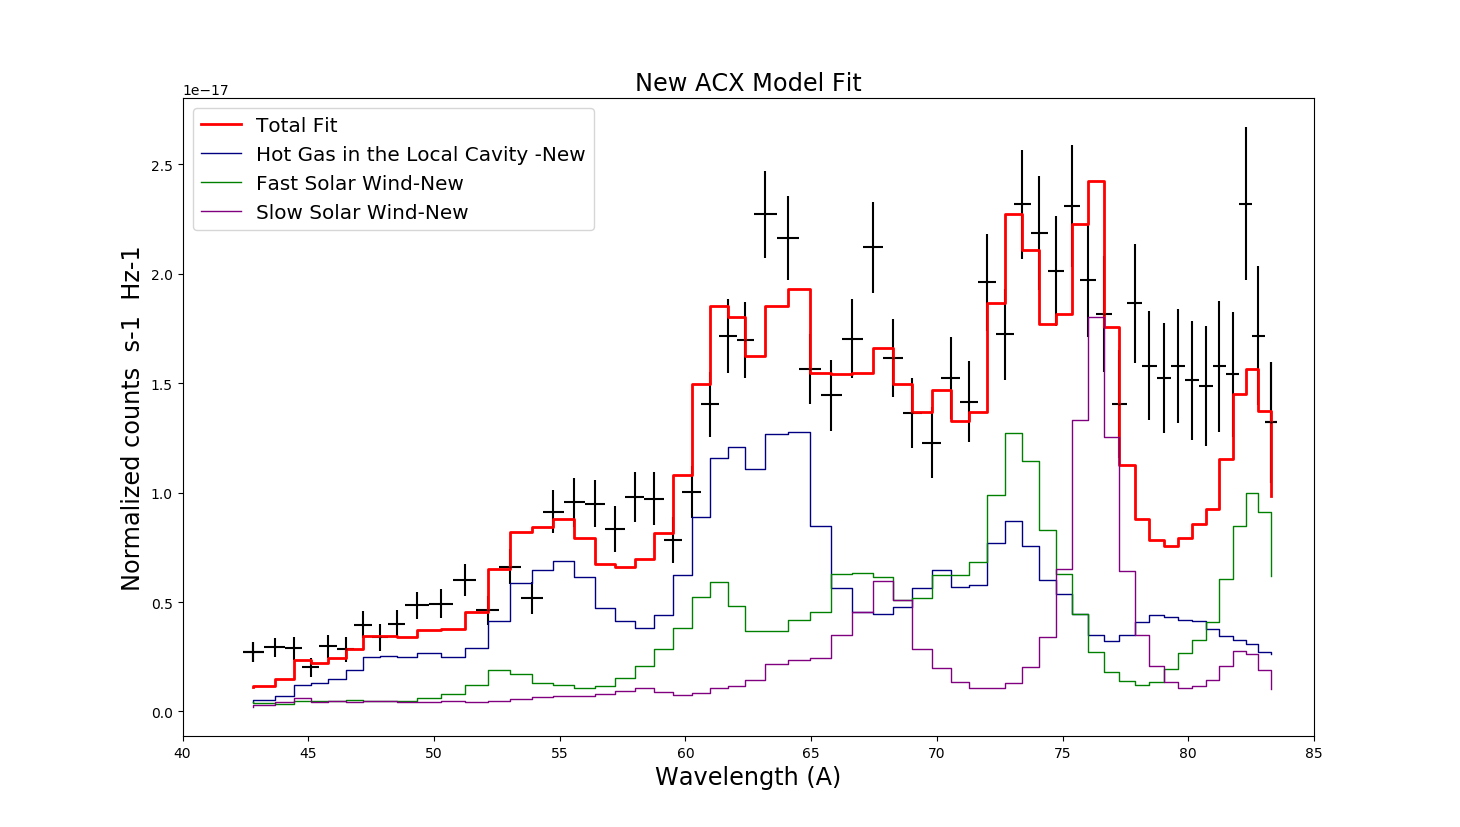 New ACX Model Fit
1e−17
Total Fit
Hot Gas in the Local Cavity -New
Fast Solar Wind-New
Slow Solar Wind-New
Normalized counts s-1 Hz-1
2.5
2.0
1.5
1.0
0.5
0.0
40 45 50 55 60 65 70 75 80 85
Wavelength (A)